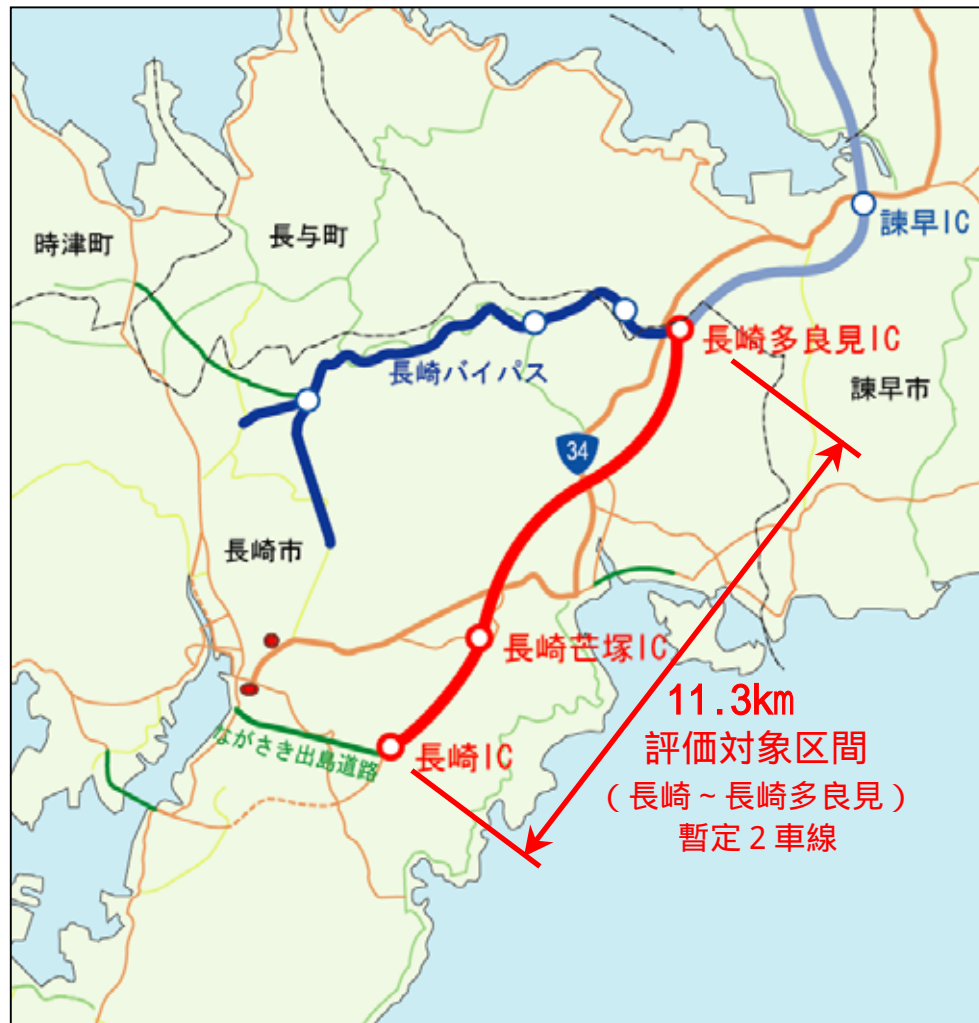 諫早IC
長与町
時津町
長崎多良見IC
長崎バイパス
諫早市
34
長崎市
長崎芒塚IC
11.3km
評価対象区間
（長崎～長崎多良見）
暫定２車線
ながさき出島道路
長崎IC